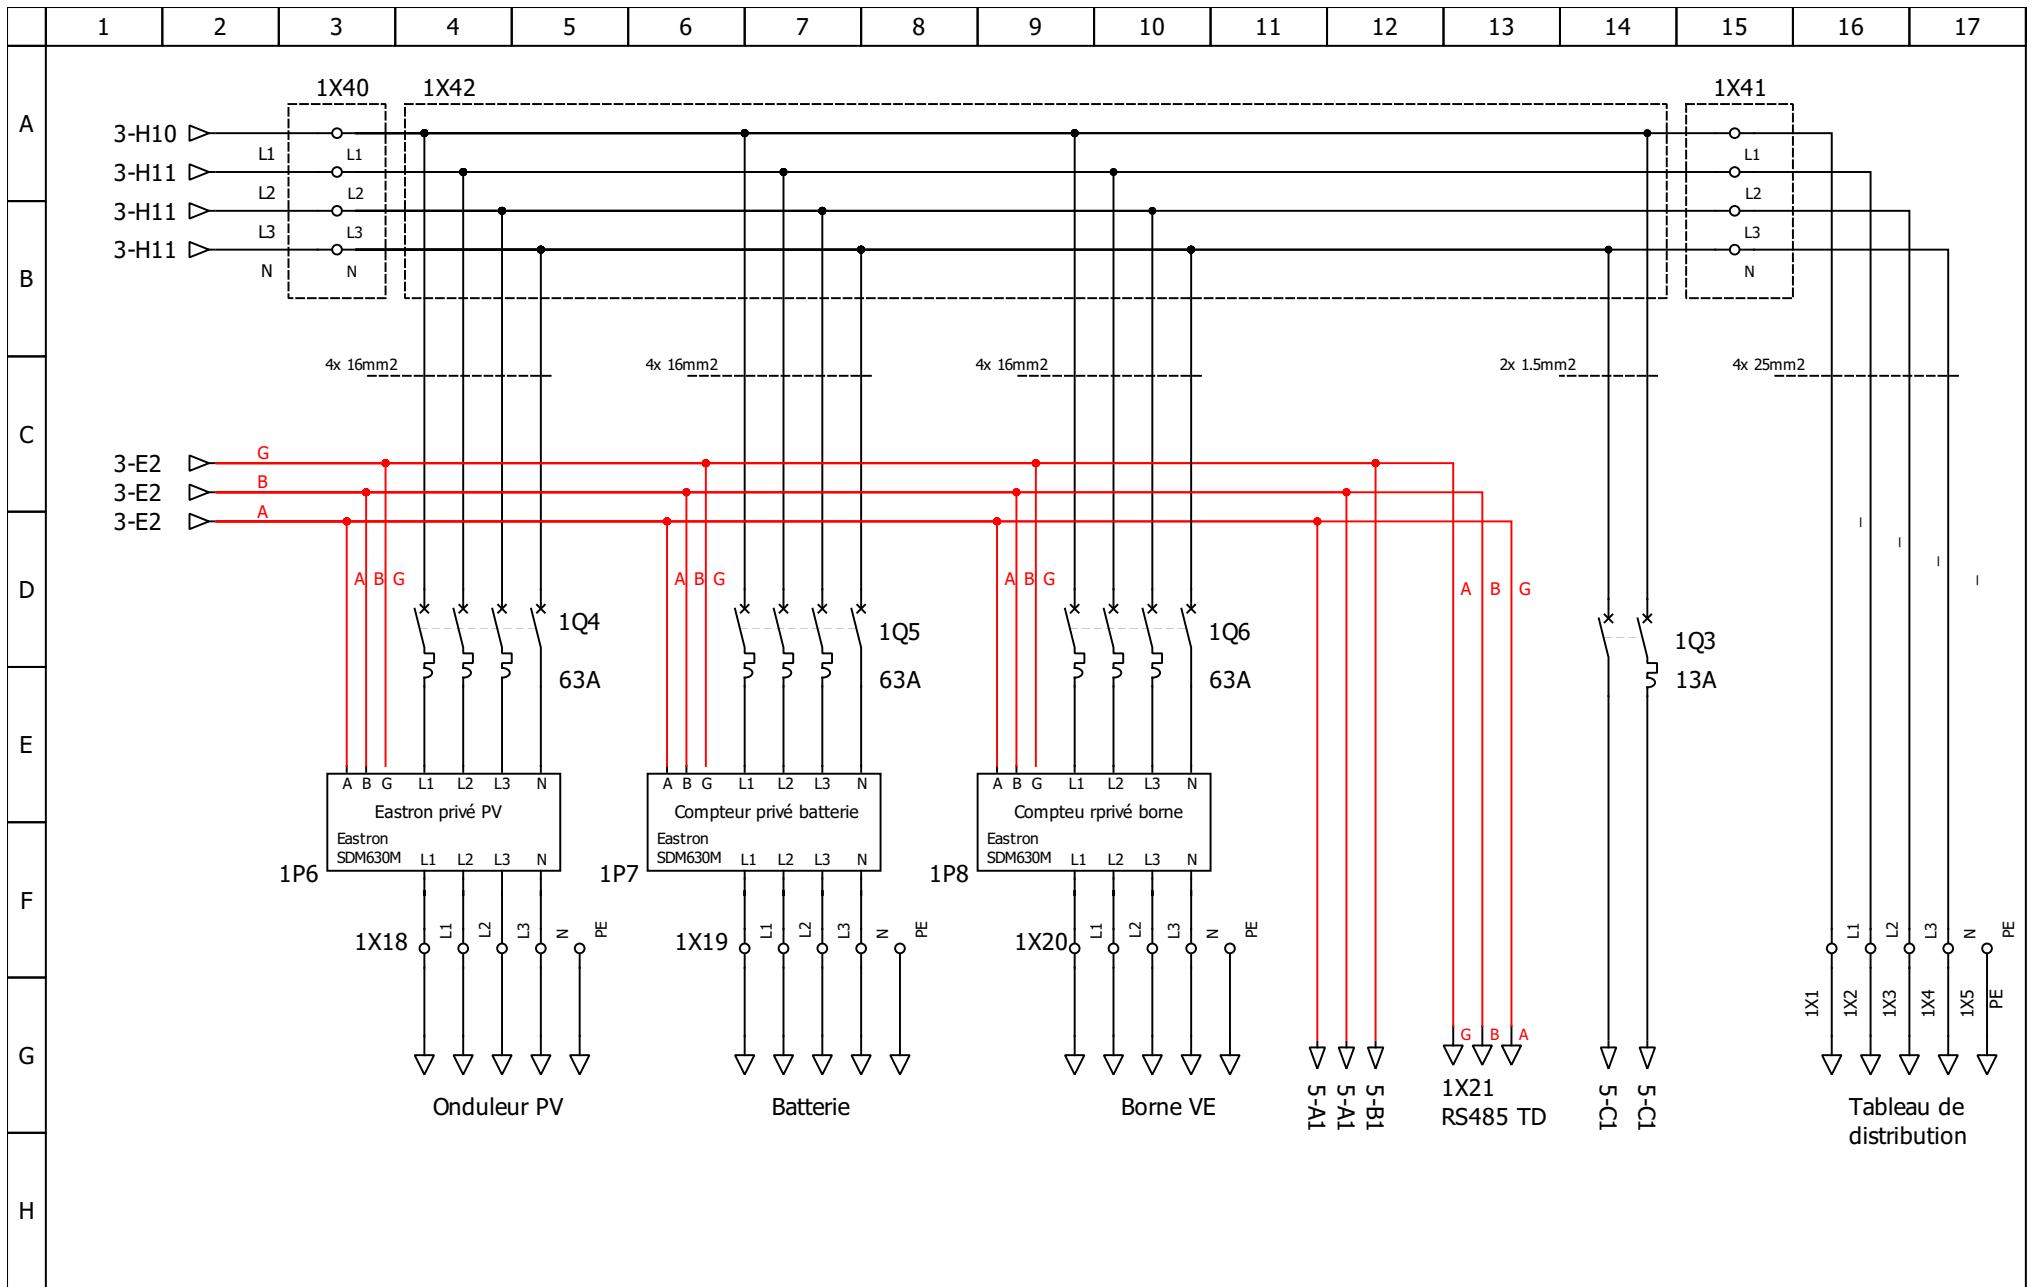 1 2 3 4 5 6 7 8 9 10 11 12 13 14 15 16 17
1X40 1X42 1X41
A
3-H10
L1 L1 L1
3-H11
L2 L2 L2
3-H11
L3 L3 L3
3-H11
N N N
B
4x 16mm2 4x 16mm2 4x 16mm2 2x 1.5mm2 4x 25mm2
C
3-E2 G
3-E2 B
3-E2 A
D
A B G A B G A B G A B G
1Q4 1Q5 1Q6 1Q3
63A 63A 63A 13A
E
A B G L1 L2 L3 N A B G L1 L2 L3 N A B G L1 L2 L3 N
Eastron privé PV Compteur privé batterie Compteu rprivé borne
Eastron Eastron Eastron
SDM630M L1 L2 L3 N SDM630M L1 L2 L3 N SDM630M L1 L2 L3 N
1P6 1P7 1P8
F
L1 L2 L3 N PE L1 L2 L3 N PE L1 L2 L3 N PE L1 L2 L3 N PE
1X18 1X19 1X20
1X1 1X2 1X3 1X4 1X5 PE
G
G B A
5-A1 5-A1 5-B1
1X21
RS485 TD
5-C1 5-C1
Onduleur PV Batterie Borne VE
Tableau de
distribution
H